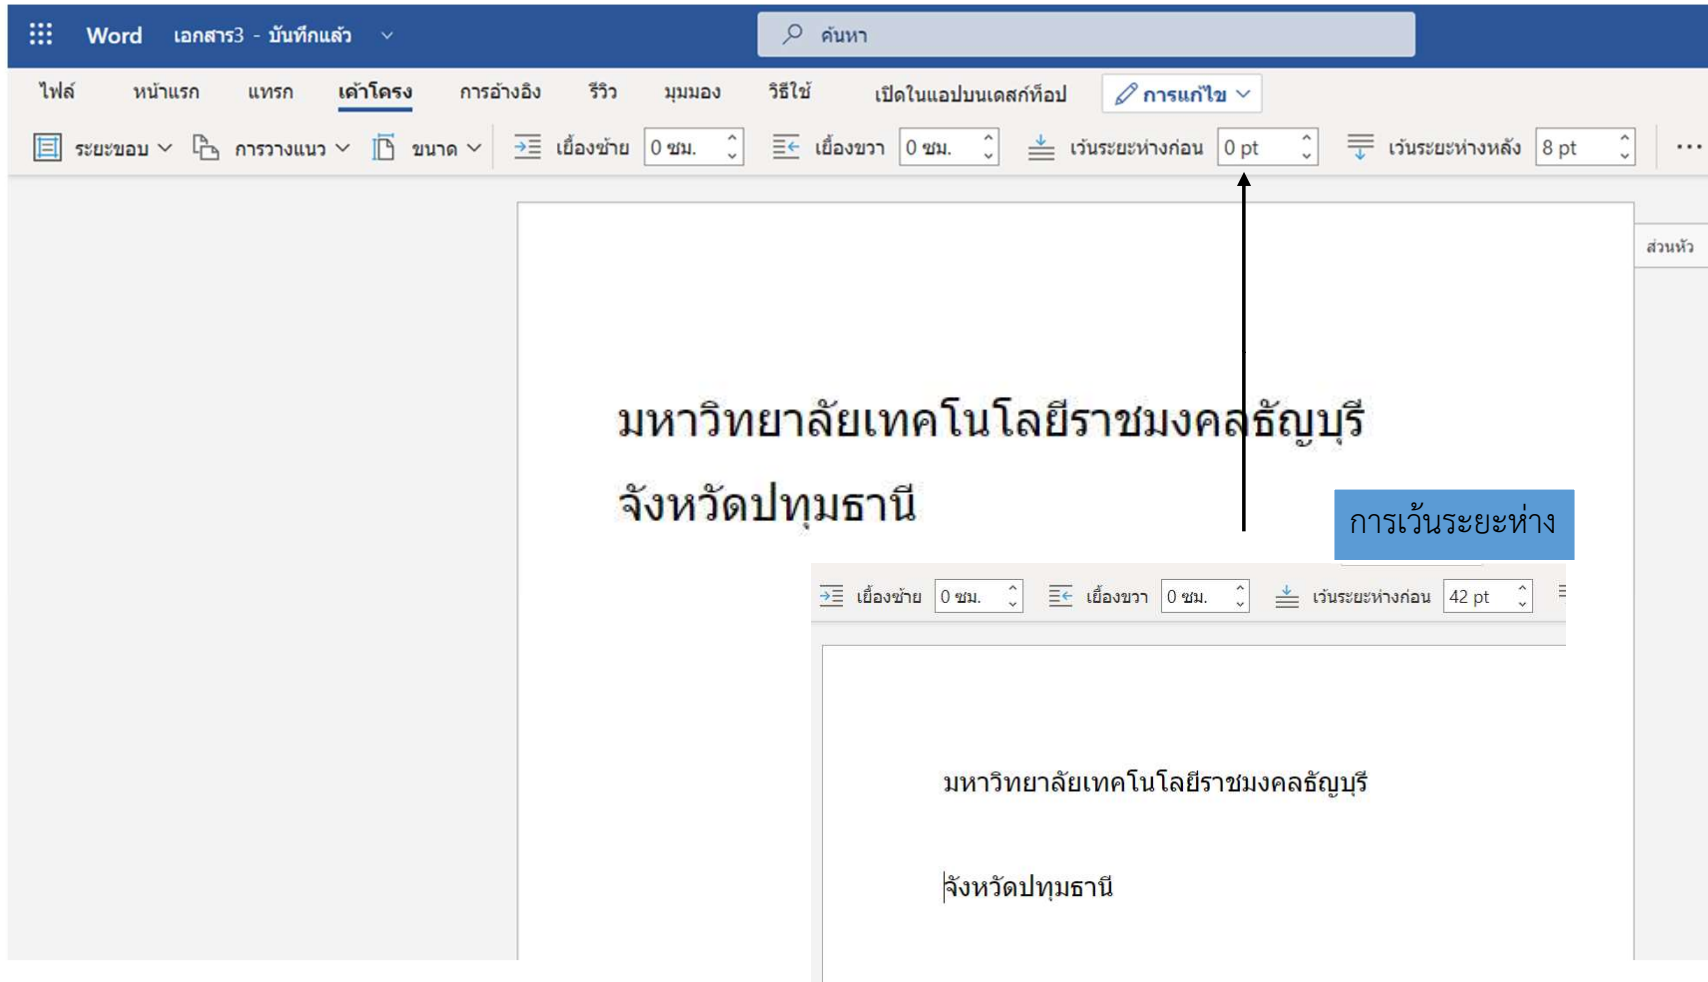 Word เอกสาร3 - บันทึกแล้ว
ค้นหา
ไฟล์ หน้าแรก แทรก เค้าโครง การอ้างอิง รีวิว มุมมอง วิธีใช้ เปิดในแอปบนเดสก์ท็อป การแก้ไข
ระยะขอบ การวางแนว ขนาด เยื้องซ้าย 0 ซม. เยื้องขวา 0 ซม. เว้นระยะห่างก่อน 0 pt เว้นระยะห่างหลัง 8 pt ...
ส่วนหัว
มหาวิทยาลัยเทคโนโลยีราชมงคลธัญบุรี
จังหวัดปทุมธานี
การเว้นระยะห่าง
เยื้องซ้าย 0 ซม. เยื้องขวา 0 ซม. เว้นระยะห่างก่อน 42 pt
มหาวิทยาลัยเทคโนโลยีราชมงคลธัญบุรี
จังหวัดปทุมธานี